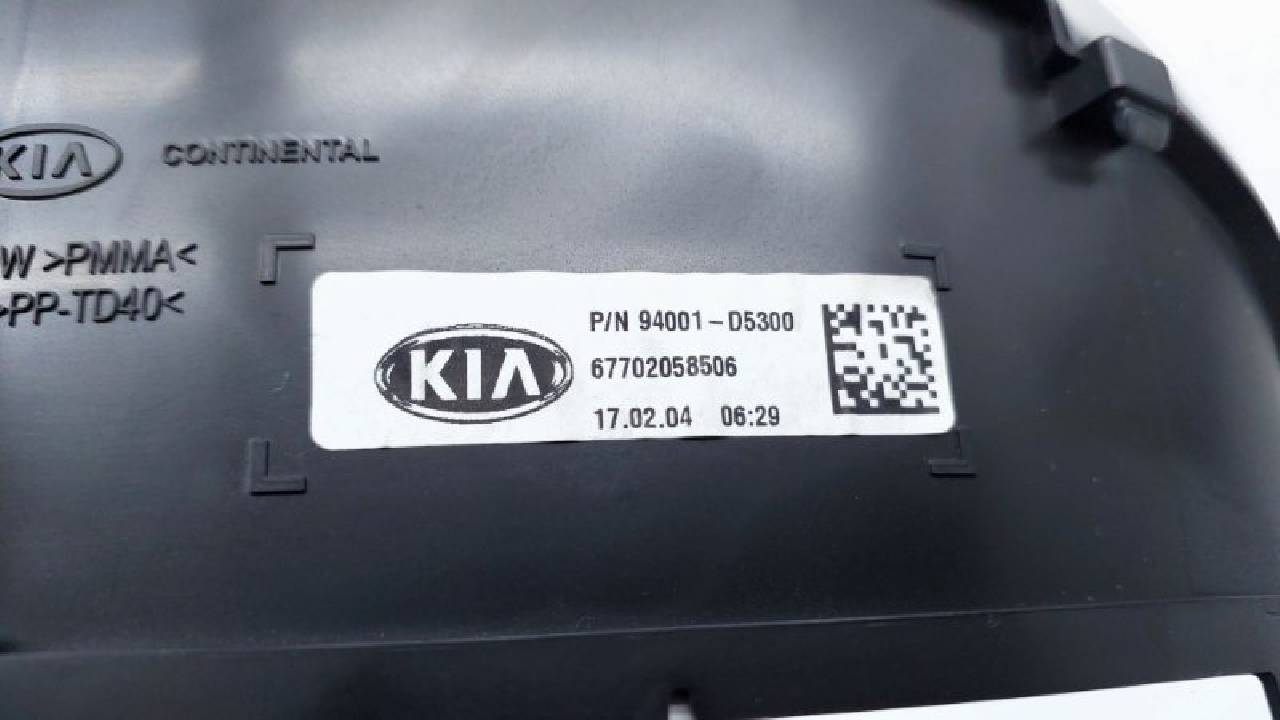 KIA CONTINENTAL
W >PMMA<
>PP-TD40<
KIA
P/N 94001-D5300
67702058506
17.02.04 06:29